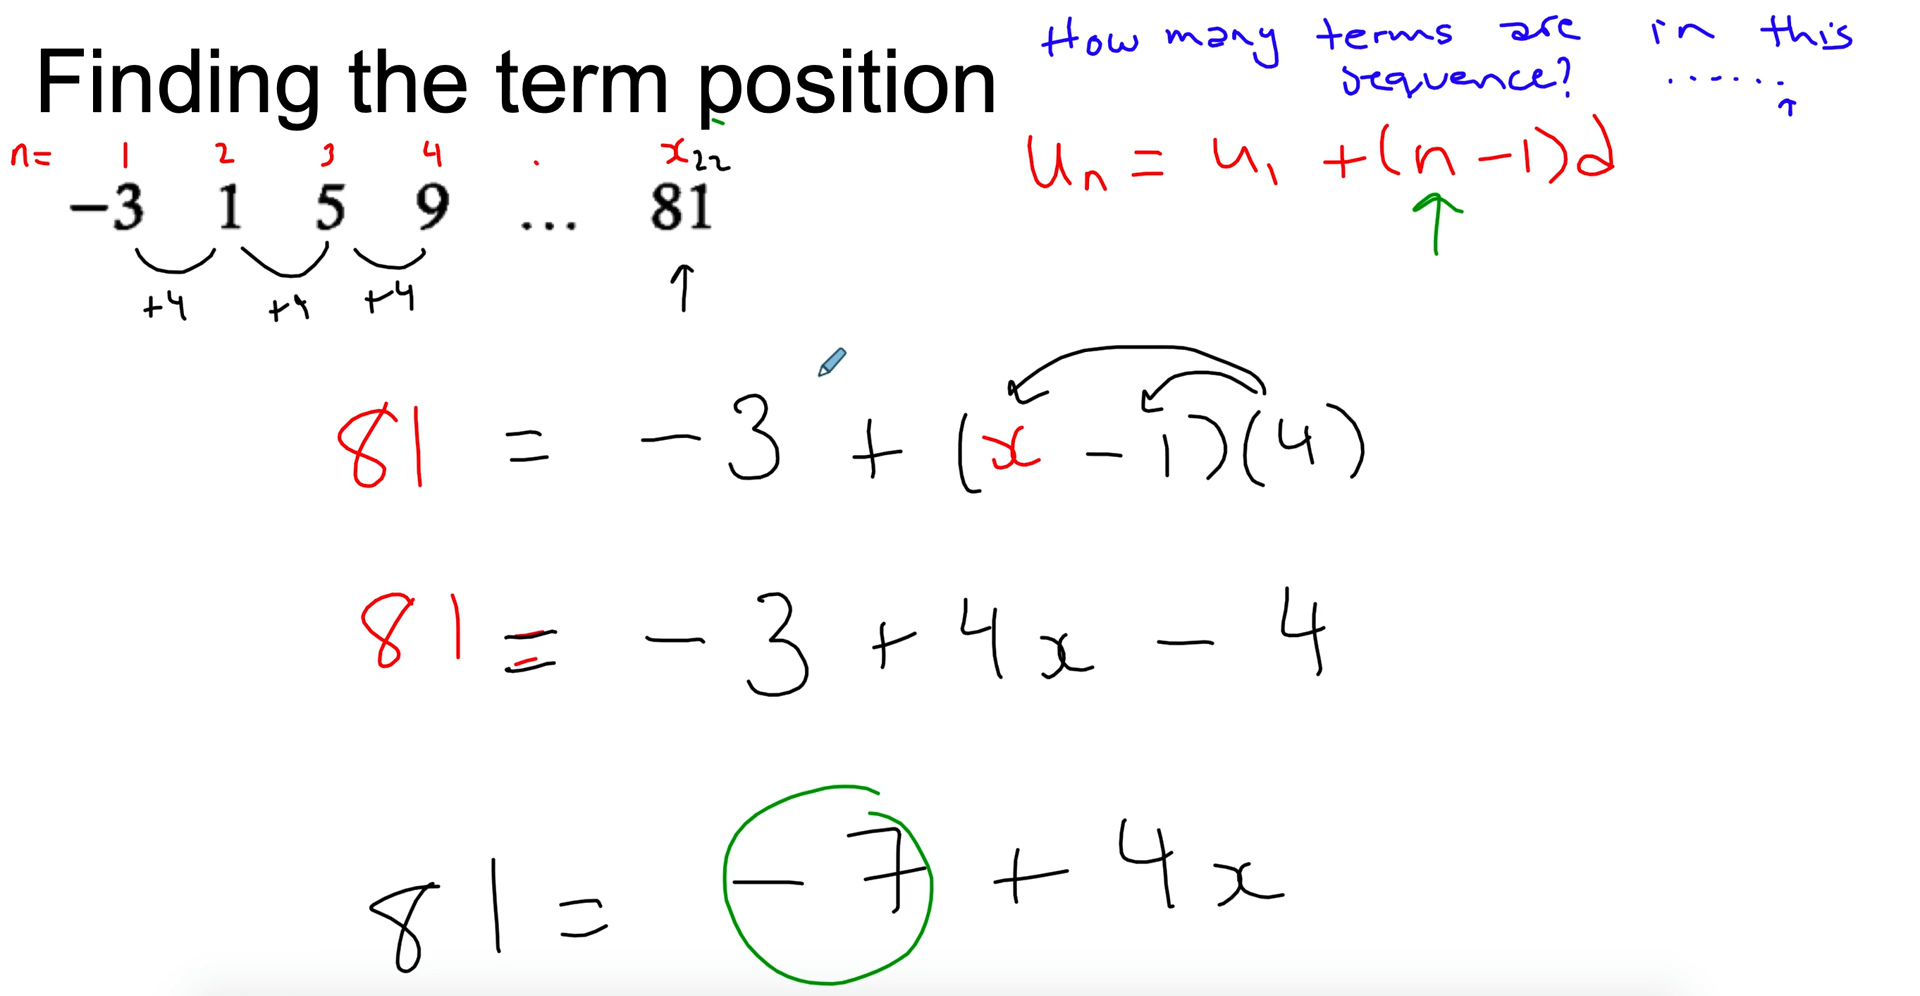 Finding the term position
How many terms are in this
sequence? ......
n= 1 2 3 4 . x 22
-3 1 5 9 ... 81
+4 +4 +4
Un = U1 + (n - 1)d
81 = - 3 + (x - 1)(4)
81 = - 3 + 4x - 4
81 = - 7 + 4x